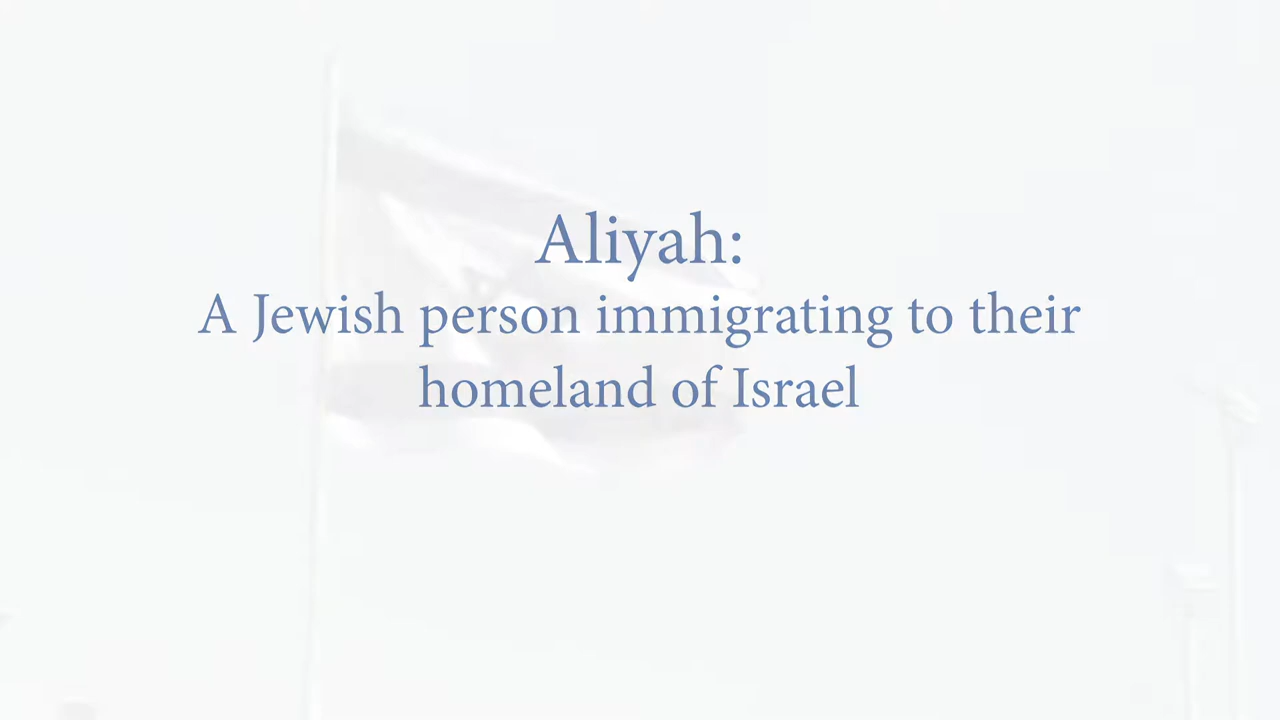 Aliyah:
A Jewish person immigrating to their
homeland of Israel